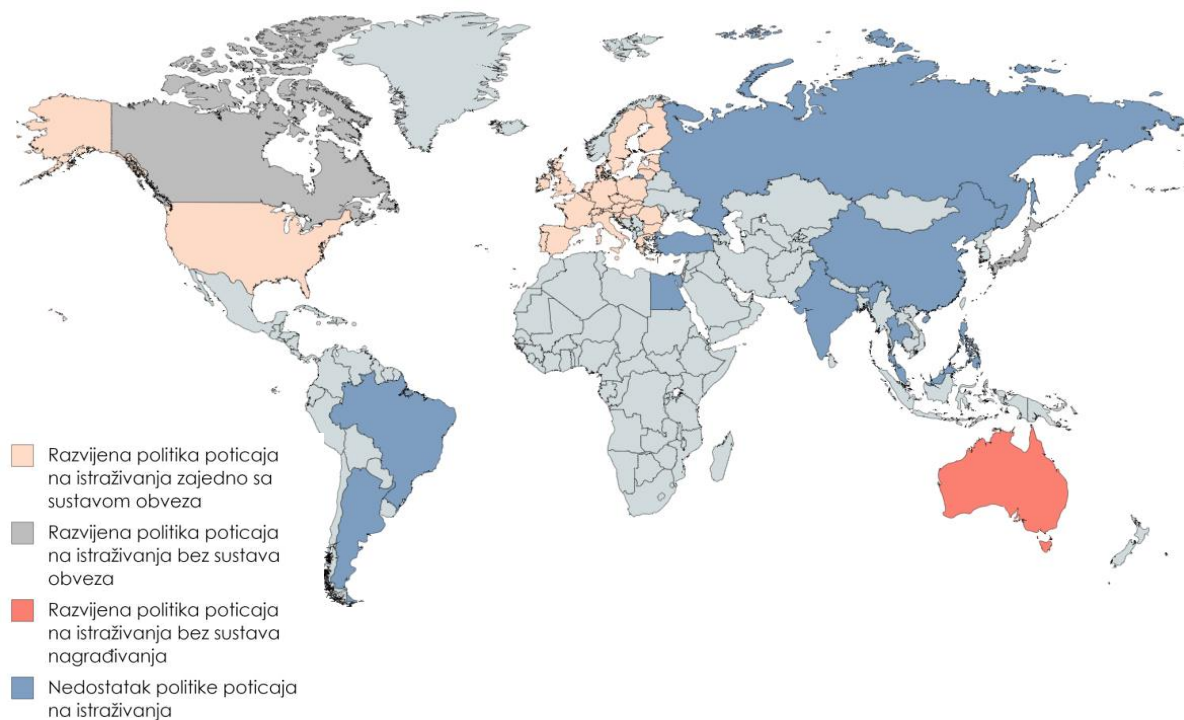 Razvijena politika poticaja
na istraživanja zajedno sa
sustavom obveza
Razvijena politika poticaja
na istraživanja bez sustava
obveza
Razvijena politika poticaja
na istraživanja bez sustava
nagrađivanja
Nedostatak politike poticaja
na istraživanja